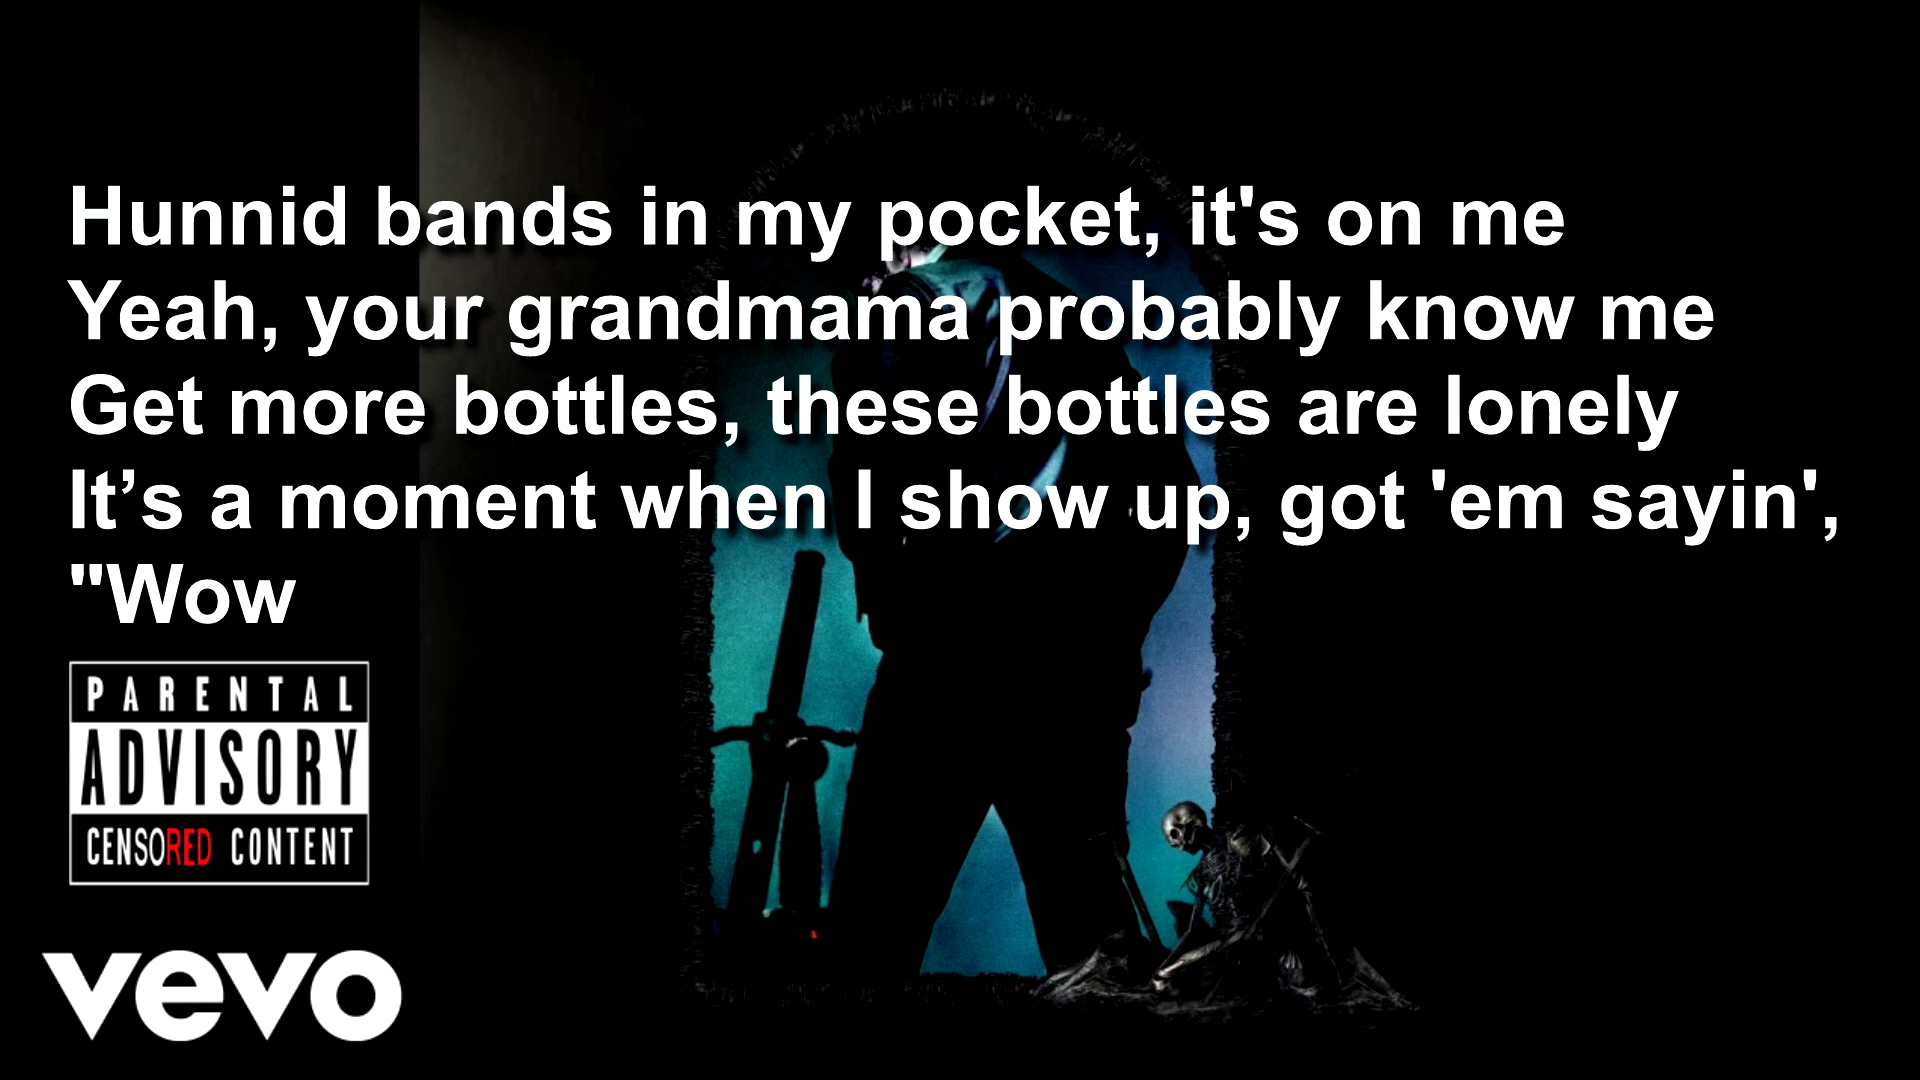 Hunnid bands in my pocket, it's on me
Yeah, your grandmama probably know me
Get more bottles, these bottles are lonely
It’s a moment when I show up, got 'em sayin',
"Wow
PARENTAL
ADVISORY
CENSORED CONTENT
vevo